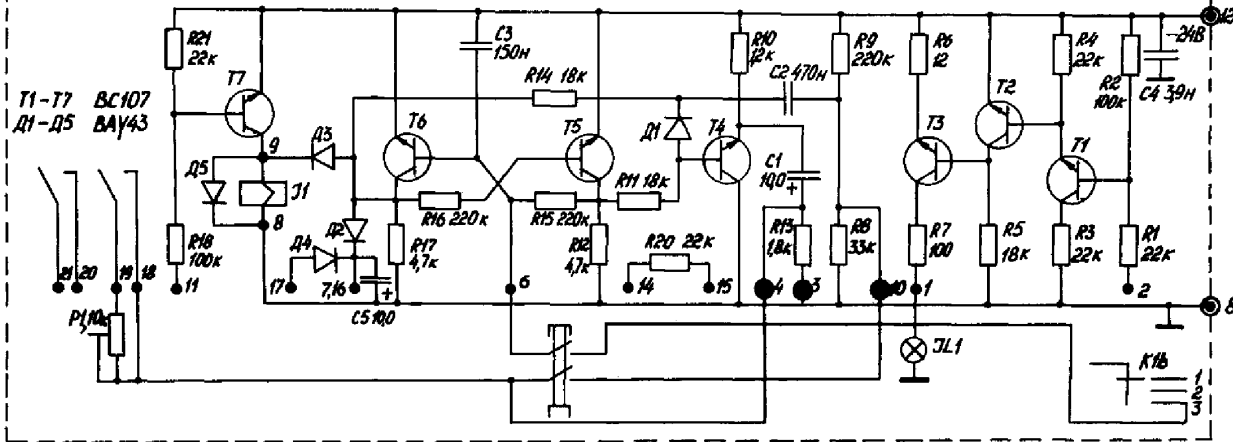 13
R21
22к
C3
150н
R10
12к
R9
220к
R6
12
R4
22к
-24В
R2
100к
C4 3,9н
T7
R14 18к
C2 470н
T2
T1-T7 BC107
Д1-Д5 BAY43
Д3
T6
T5
Д1
T4
T3
T1
9
Д5
J1
C1
10,0
+
8
R16 220к
R15 220к
R11 18к
R18
100к
Д2
Д4
R17
4,7к
R12
4,7к
R20 22к
R13
1,8к
R8
33к
R7
100
R5
18к
R3
22к
R1
22к
21
20
19
18
11
17
7,16
+
6
14
15
4
3
10
1
2
C5 10,0
8
P1,10к
JL1
K1B
1
2
3